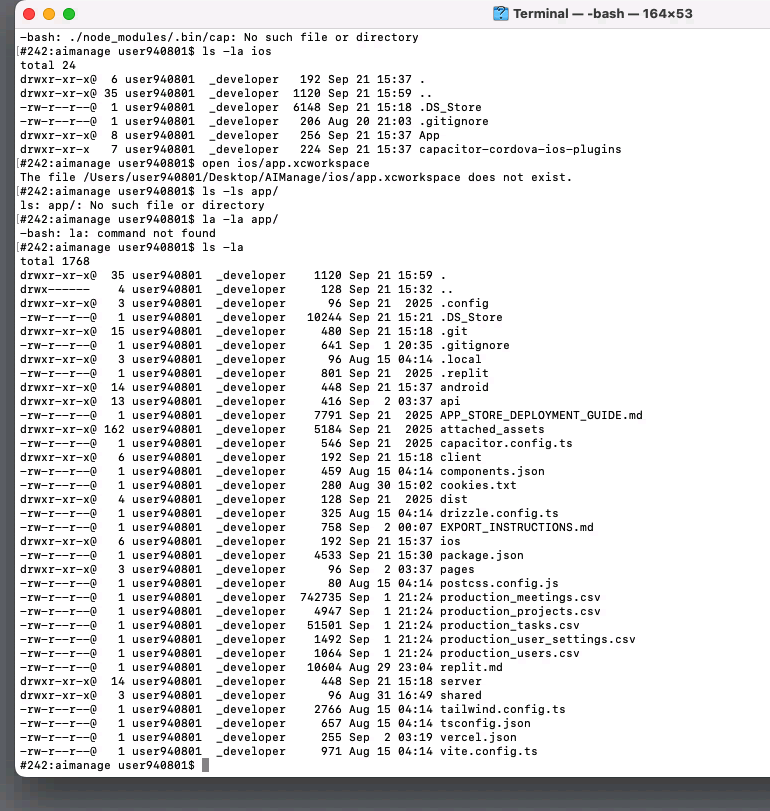 Terminal — -bash — 164×53
-bash: ./node_modules/.bin/cap: No such file or directory
[#242:aimanage user940801$ ls -la ios
total 24
drwxr-xr-x@  6 user940801  _developer   192 Sep 21 15:37 .
drwxr-xr-x@ 35 user940801  _developer  1120 Sep 21 15:59 ..
-rw-r--r--@  1 user940801  _developer  6148 Sep 21 15:18 .DS_Store
-rw-r--r--@  1 user940801  _developer   206 Aug 20 21:03 .gitignore
drwxr-xr-x@  8 user940801  _developer   256 Sep 21 15:37 App
drwxr-xr-x   7 user940801  _developer   224 Sep 21 15:37 capacitor-cordova-ios-plugins
[#242:aimanage user940801$ open ios/app.xcworkspace
The file /Users/user940801/Desktop/AIManage/ios/app.xcworkspace does not exist.
[#242:aimanage user940801$ ls -ls app/
ls: app/: No such file or directory
[#242:aimanage user940801$ la -la app/
-bash: la: command not found
[#242:aimanage user940801$ ls -la
total 1768
drwxr-xr-x@  35 user940801  _developer    1120 Sep 21 15:59 .
drwx------    4 user940801  _developer     128 Sep 21 15:32 ..
drwxr-xr-x@   3 user940801  _developer      96 Sep 21  2025 .config
-rw-r--r--@   1 user940801  _developer   10244 Sep 21 15:21 .DS_Store
drwxr-xr-x@  15 user940801  _developer     480 Sep 21 15:18 .git
-rw-r--r--@   1 user940801  _developer     641 Sep  1 20:35 .gitignore
drwxr-xr-x@   3 user940801  _developer      96 Aug 15 04:14 .local
-rw-r--r--@   1 user940801  _developer     801 Sep 21  2025 .replit
drwxr-xr-x@  14 user940801  _developer     448 Sep 21 15:37 android
drwxr-xr-x@  13 user940801  _developer     416 Sep  2 03:37 api
-rw-r--r--@   1 user940801  _developer    7791 Sep 21  2025 APP_STORE_DEPLOYMENT_GUIDE.md
drwxr-xr-x@ 162 user940801  _developer    5184 Sep 21  2025 attached_assets
-rw-r--r--@   1 user940801  _developer     546 Sep 21  2025 capacitor.config.ts
drwxr-xr-x@   6 user940801  _developer     192 Sep 21 15:18 client
-rw-r--r--@   1 user940801  _developer     459 Aug 15 04:14 components.json
-rw-r--r--@   1 user940801  _developer     280 Aug 30 15:02 cookies.txt
drwxr-xr-x@   4 user940801  _developer     128 Sep 21  2025 dist
-rw-r--r--@   1 user940801  _developer     325 Aug 15 04:14 drizzle.config.ts
-rw-r--r--@   1 user940801  _developer     758 Sep  2 00:07 EXPORT_INSTRUCTIONS.md
drwxr-xr-x@   6 user940801  _developer     192 Sep 21 15:37 ios
-rw-r--r--@   1 user940801  _developer    4533 Sep 21 15:30 package.json
drwxr-xr-x@   3 user940801  _developer      96 Sep  2 03:37 pages
-rw-r--r--@   1 user940801  _developer      80 Aug 15 04:14 postcss.config.js
-rw-r--r--@   1 user940801  _developer  742735 Sep  1 21:24 production_meetings.csv
-rw-r--r--@   1 user940801  _developer    4947 Sep  1 21:24 production_projects.csv
-rw-r--r--@   1 user940801  _developer   51501 Sep  1 21:24 production_tasks.csv
-rw-r--r--@   1 user940801  _developer    1492 Sep  1 21:24 production_user_settings.csv
-rw-r--r--@   1 user940801  _developer    1064 Sep  1 21:24 production_users.csv
-rw-r--r--@   1 user940801  _developer   10604 Aug 29 23:04 replit.md
drwxr-xr-x@  14 user940801  _developer     448 Sep 21 15:18 server
drwxr-xr-x@   3 user940801  _developer      96 Aug 31 16:49 shared
-rw-r--r--@   1 user940801  _developer    2766 Aug 15 04:14 tailwind.config.ts
-rw-r--r--@   1 user940801  _developer     657 Aug 15 04:14 tsconfig.json
-rw-r--r--@   1 user940801  _developer     255 Sep  2 03:19 vercel.json
-rw-r--r--@   1 user940801  _developer     971 Aug 15 04:14 vite.config.ts
#242:aimanage user940801$